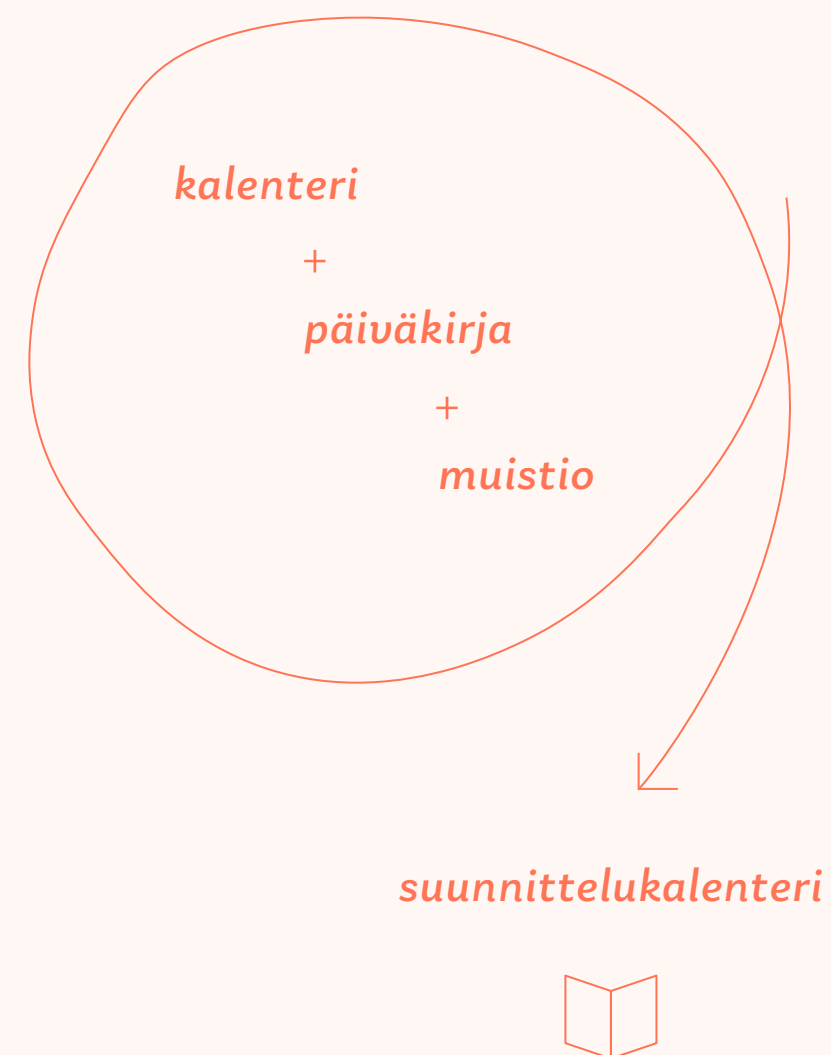 kalenteri
+
päiväkirja
+
muistio
suunnittelukalenteri